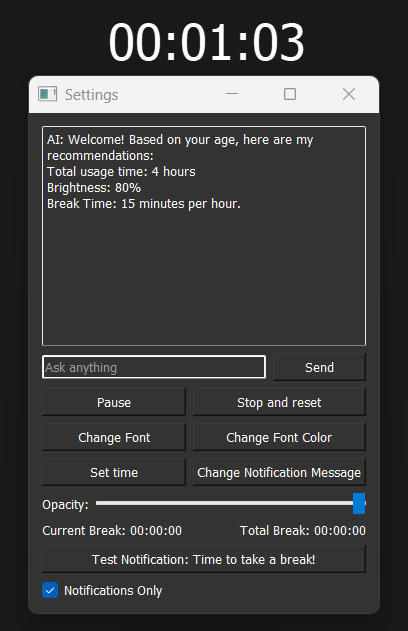 00:01:03
Settings
AI: Welcome! Based on your age, here are my
recommendations:
Total usage time: 4 hours
Brightness: 80%
Break Time: 15 minutes per hour.
Ask anything
Send
Pause
Stop and reset
Change Font
Change Font Color
Set time
Change Notification Message
Opacity:
Current Break: 00:00:00
Total Break: 00:00:00
Test Notification: Time to take a break!
Notifications Only